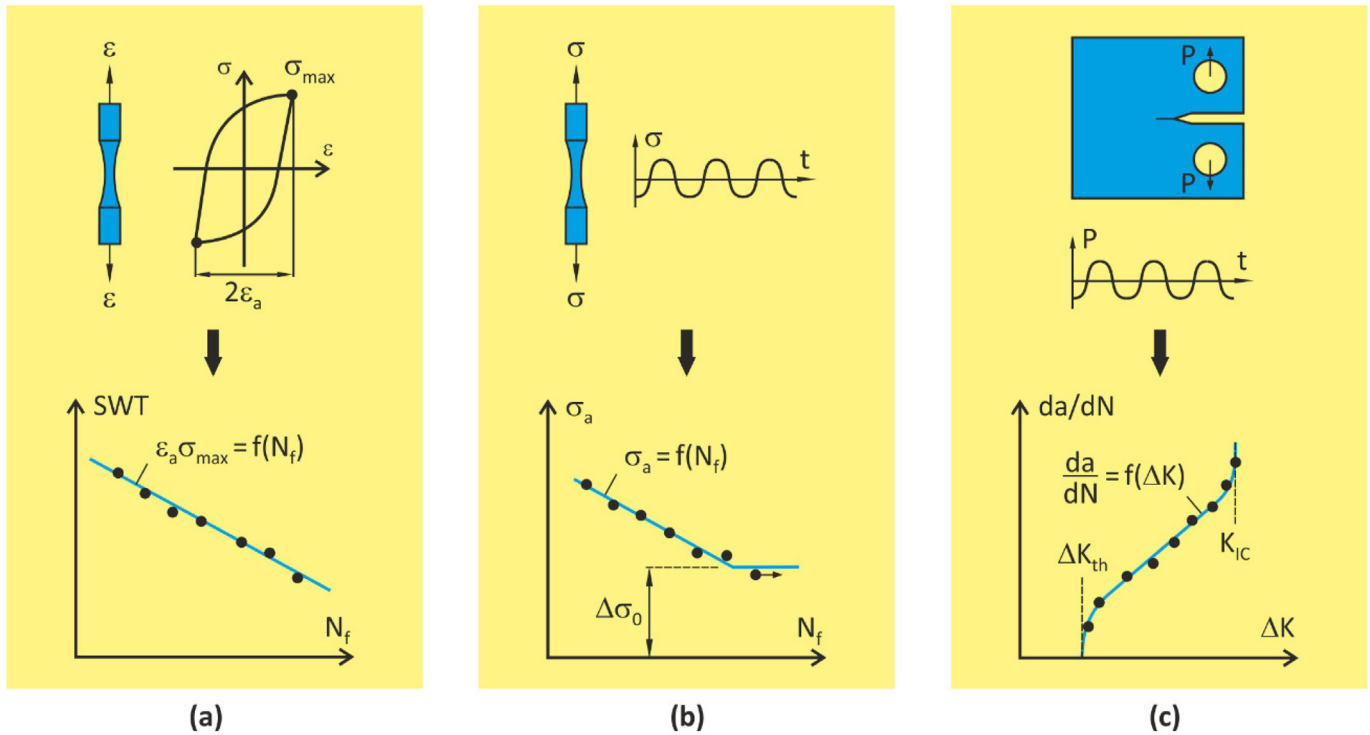 ε
σ
σmax
ε
2εa
ε
SWT
εaσmax = f(Nf)
Nf
(a)
σ
σ
t
σ
σa
σa = f(Nf)
Δσ0
Nf
(b)
P
P
P
t
da/dN
da
dN = f(ΔK)
ΔKth
KIC
ΔK
(c)